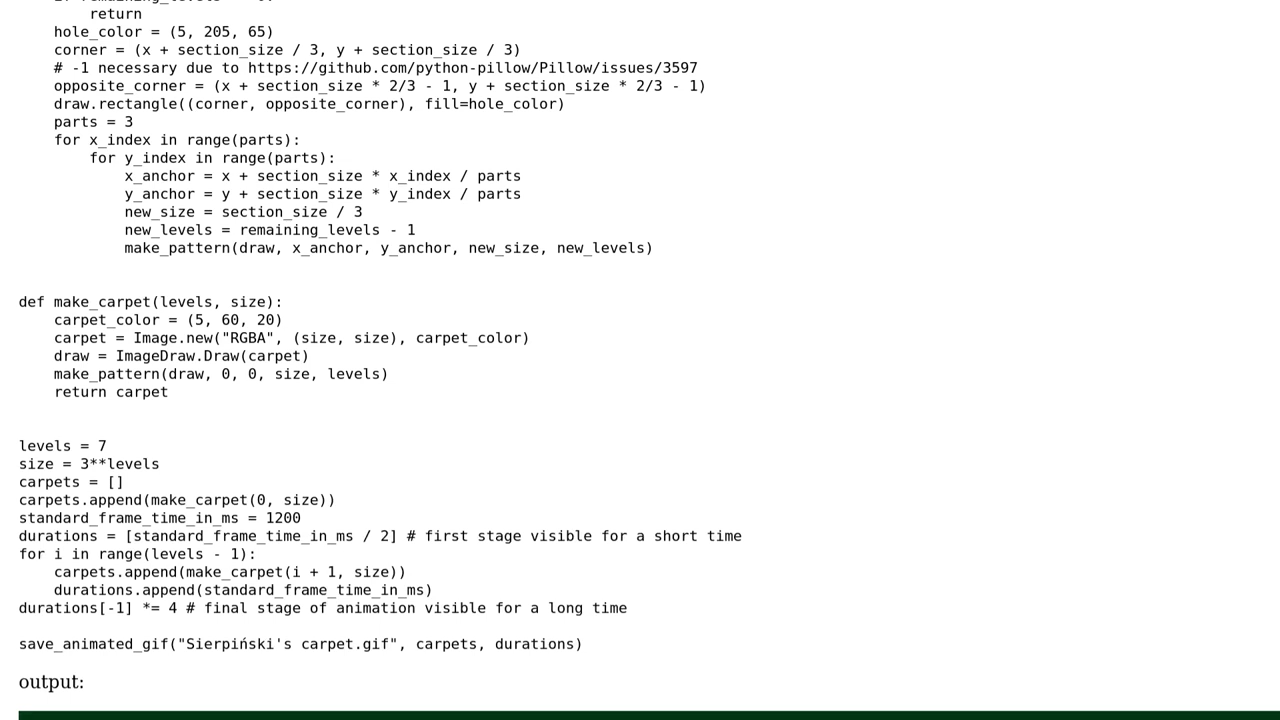 return
    hole_color = (5, 205, 65)
    corner = (x + section_size / 3, y + section_size / 3)
    # -1 necessary due to https://github.com/python-pillow/Pillow/issues/3597
    opposite_corner = (x + section_size * 2/3 - 1, y + section_size * 2/3 - 1)
    draw.rectangle((corner, opposite_corner), fill=hole_color)
    parts = 3
    for x_index in range(parts):
        for y_index in range(parts):
            x_anchor = x + section_size * x_index / parts
            y_anchor = y + section_size * y_index / parts
            new_size = section_size / 3
            new_levels = remaining_levels - 1
            make_pattern(draw, x_anchor, y_anchor, new_size, new_levels)
def make_carpet(levels, size):
    carpet_color = (5, 60, 20)
    carpet = Image.new("RGBA", (size, size), carpet_color)
    draw = ImageDraw.Draw(carpet)
    make_pattern(draw, 0, 0, size, levels)
    return carpet
levels = 7
size = 3**levels
carpets = []
carpets.append(make_carpet(0, size))
standard_frame_time_in_ms = 1200
durations = [standard_frame_time_in_ms / 2] # first stage visible for a short time
for i in range(levels - 1):
    carpets.append(make_carpet(i + 1, size))
    durations.append(standard_frame_time_in_ms)
durations[-1] *= 4 # final stage of animation visible for a long time
save_animated_gif("Sierpiński's carpet.gif", carpets, durations)
output: